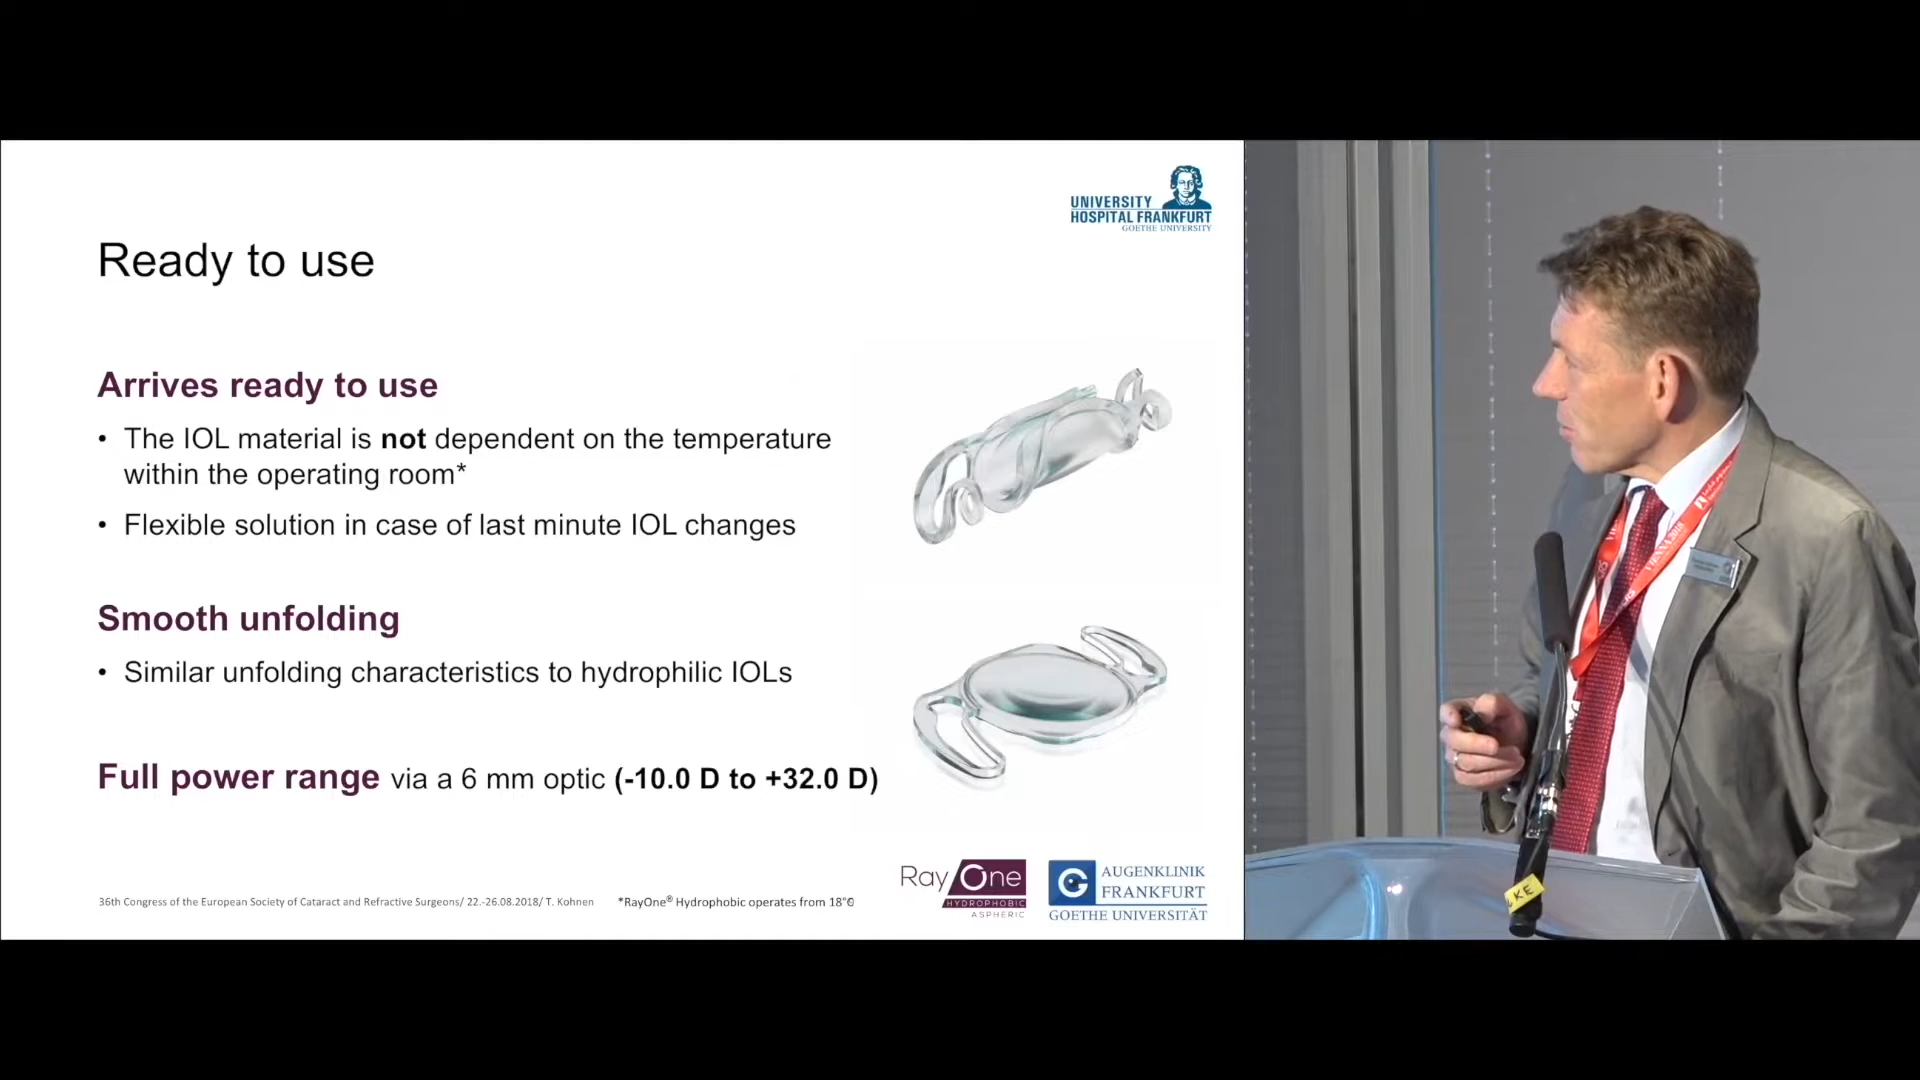 UNIVERSITY
HOSPITAL FRANKFURT
GOETHE UNIVERSITY
Ready to use
Arrives ready to use
• The IOL material is not dependent on the temperature
within the operating room*
• Flexible solution in case of last minute IOL changes
Smooth unfolding
• Similar unfolding characteristics to hydrophilic IOLs
Full power range via a 6 mm optic (-10.0 D to +32.0 D)
36th Congress of the European Society of Cataract and Refractive Surgeons/ 22.-26.08.2018/ T. Kohnen
*RayOne® Hydrophobic operates from 18°C
RayOne
HYDROPHOBIC
ASPHERIC
AUGENKLINIK
FRANKFURT
GOETHE UNIVERSITÄT
VIENNA 2018
KE